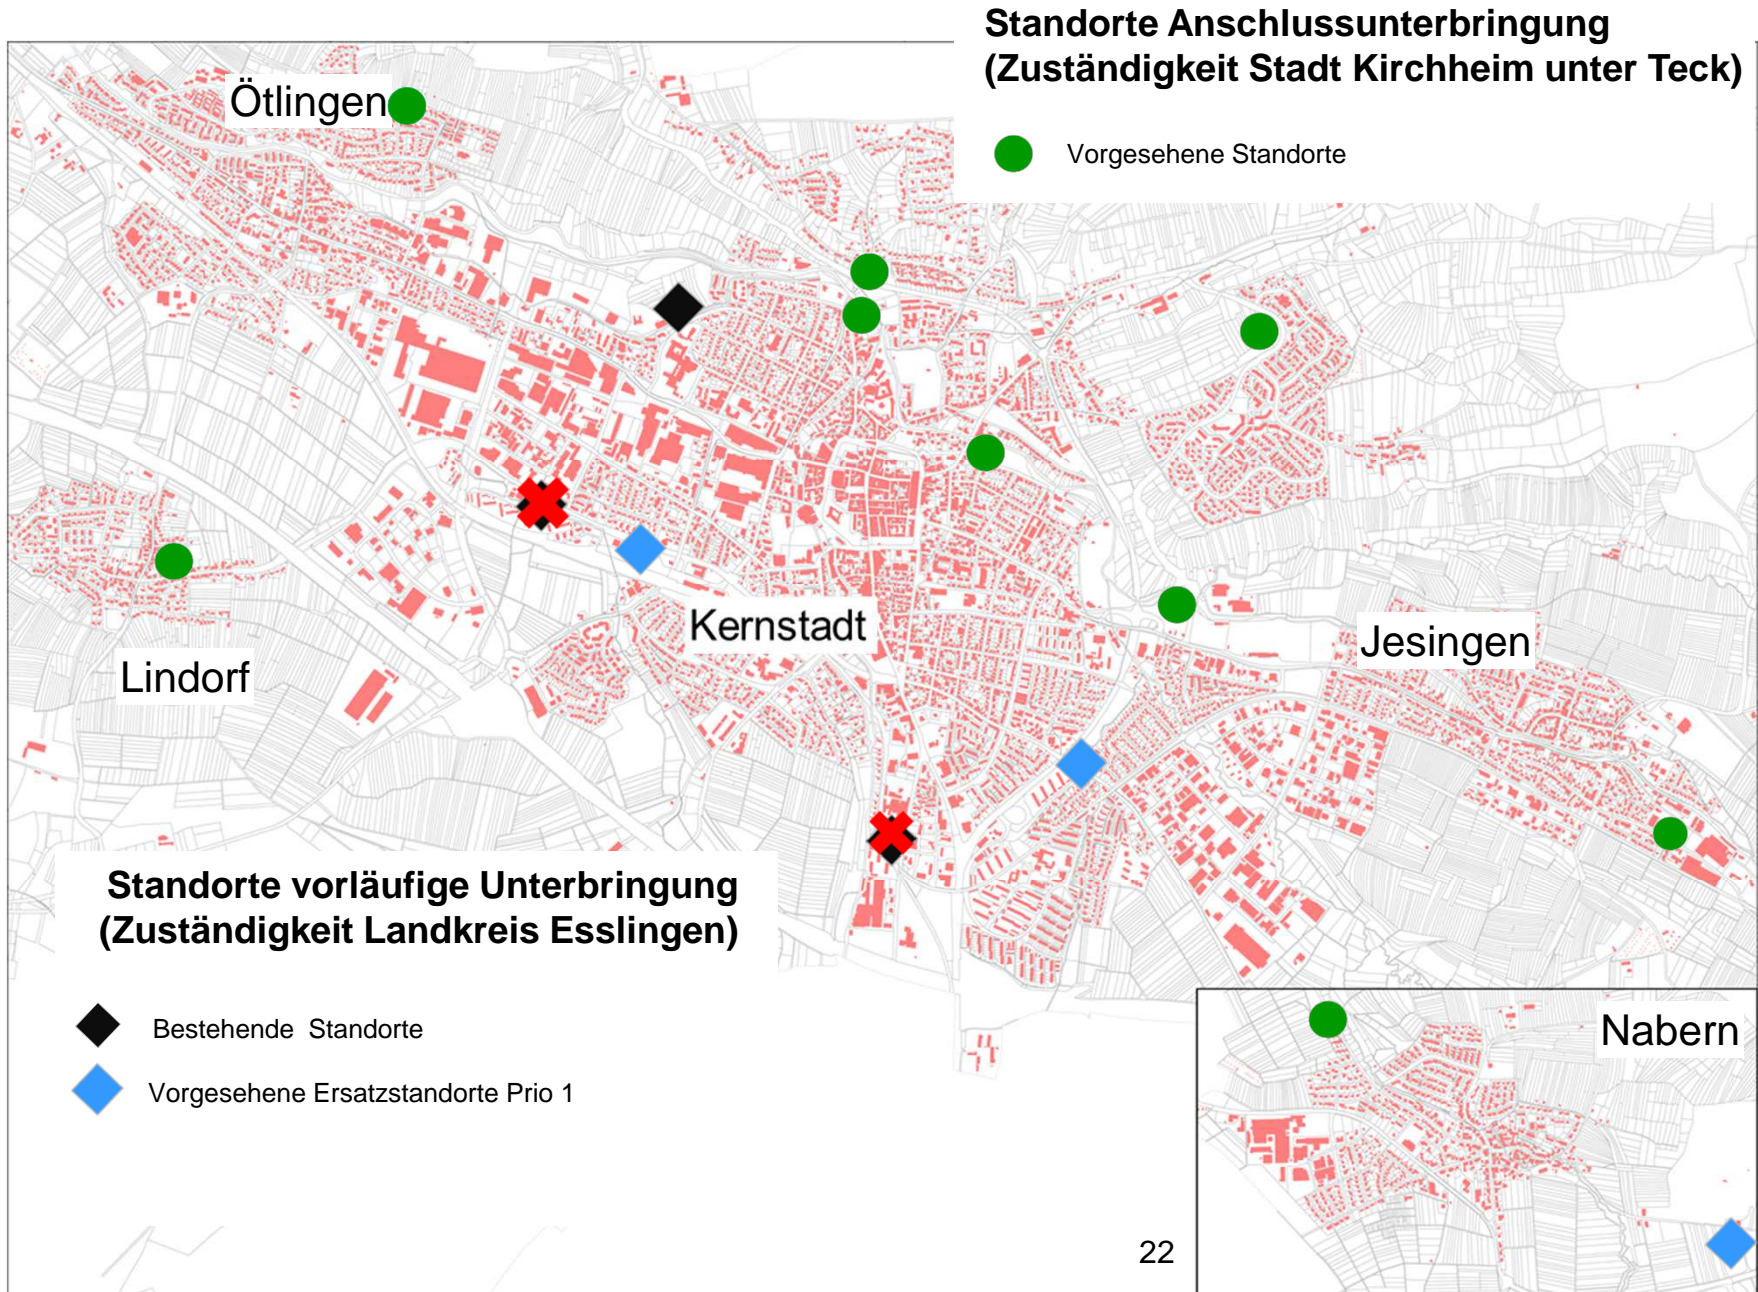 Standorte Anschlussunterbringung
(Zuständigkeit Stadt Kirchheim unter Teck)
Vorgesehene Standorte
Ötlingen
Kernstadt
Jesingen
Lindorf
Standorte vorläufige Unterbringung
(Zuständigkeit Landkreis Esslingen)
Bestehende Standorte
Vorgesehene Ersatzstandorte Prio 1
Nabern
22